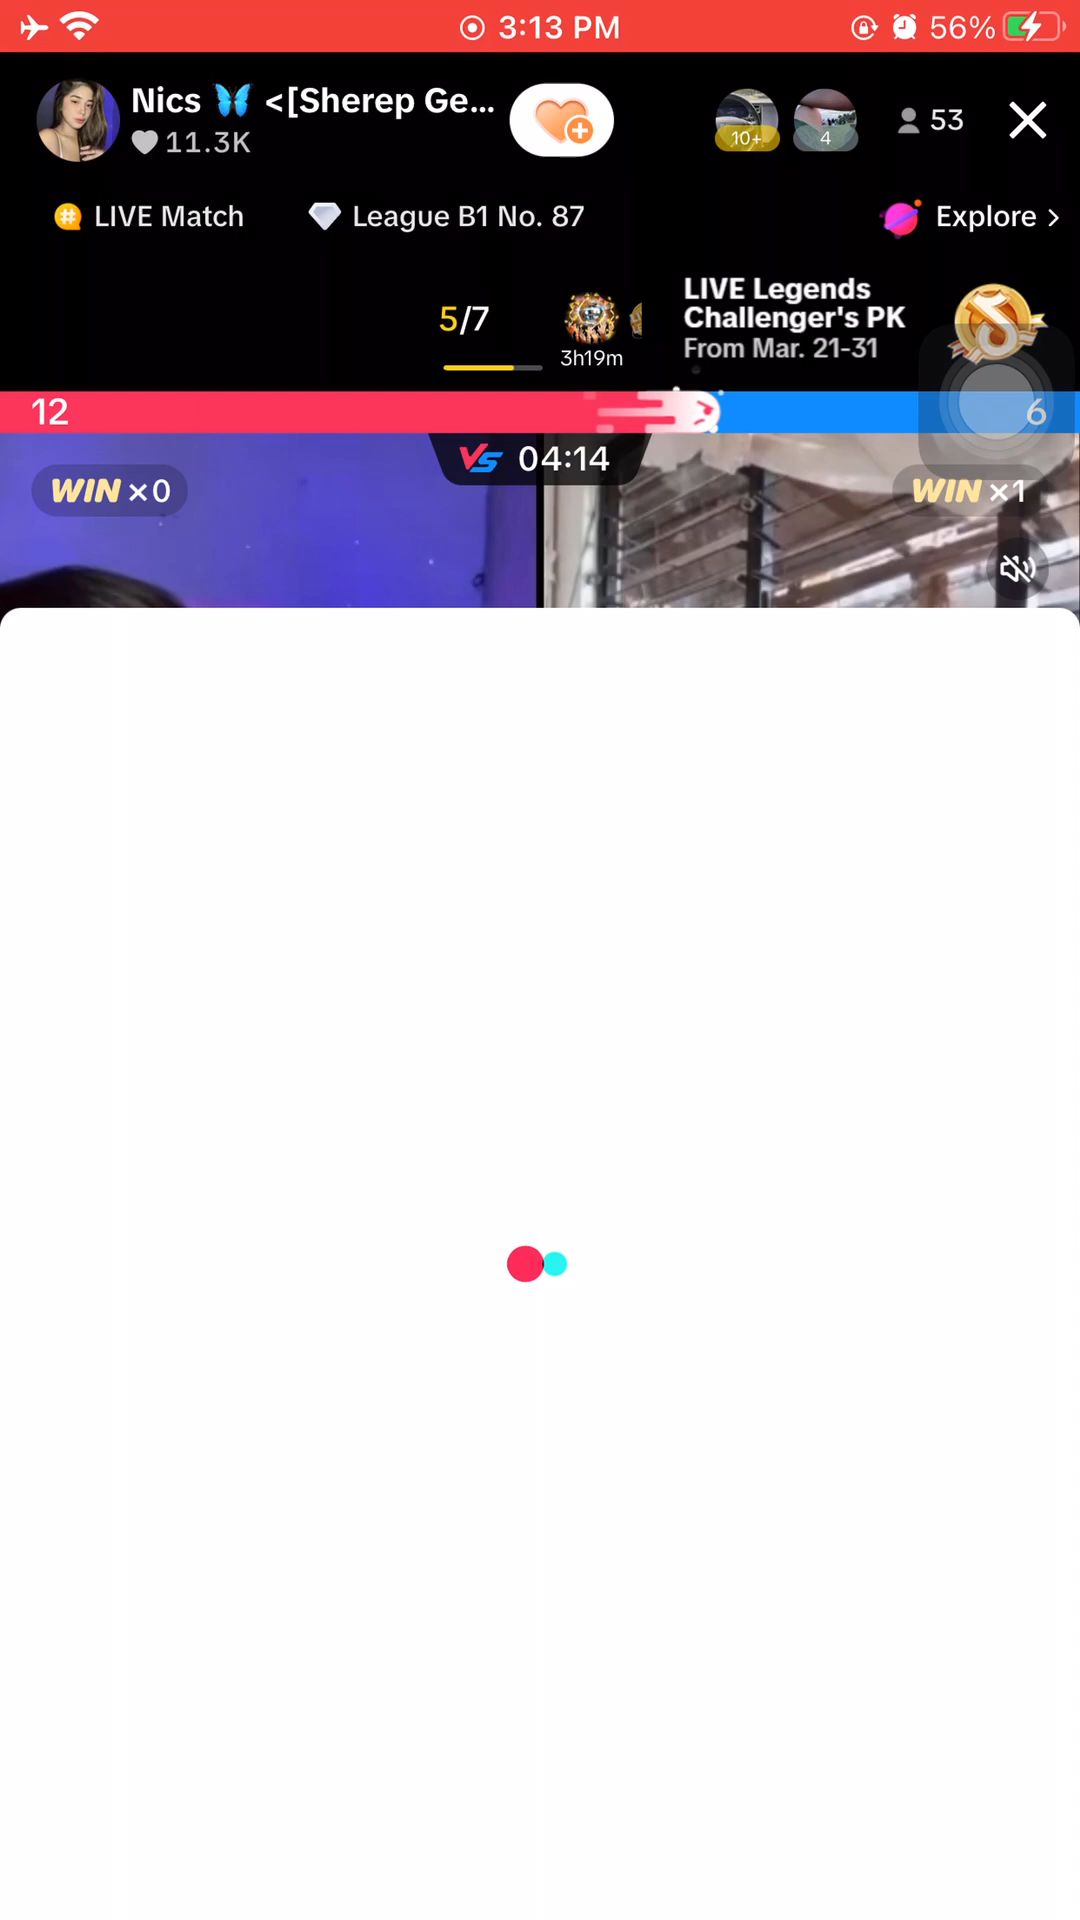 3:13 PM
56%
Nics 🦋 <[Sherep Ge...
11.3K
10+
4
53
LIVE Match
League B1 No. 87
Explore >
5/7
3h19m
LIVE Legends
Challenger's PK
From Mar. 21-31
12
6
VS 04:14
WIN ×0
WIN ×1